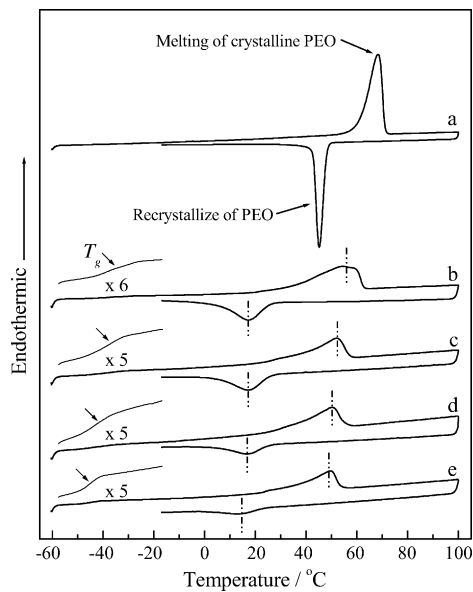 Melting of crystalline PEO
a
Recrystallize of PEO
Tg
b
x 6
c
x 5
d
x 5
e
x 5
Endothermic
-60 -40 -20 0 20 40 60 80 100
Temperature / °C